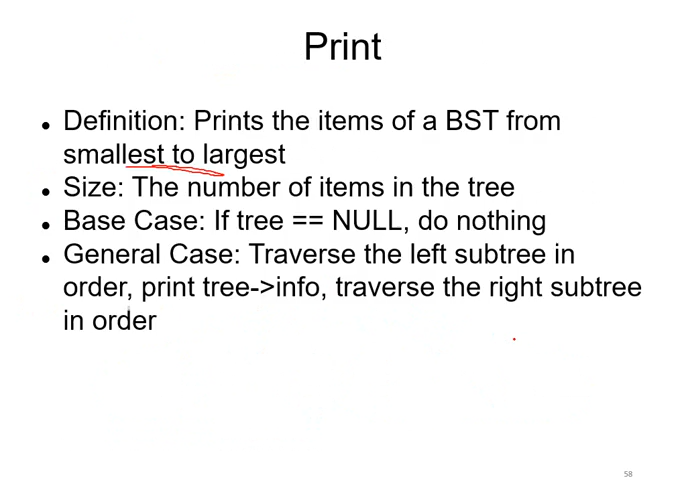 Print
• Definition: Prints the items of a BST from
smallest to largest
• Size: The number of items in the tree
• Base Case: If tree == NULL, do nothing
• General Case: Traverse the left subtree in
order, print tree->info, traverse the right subtree
in order
58